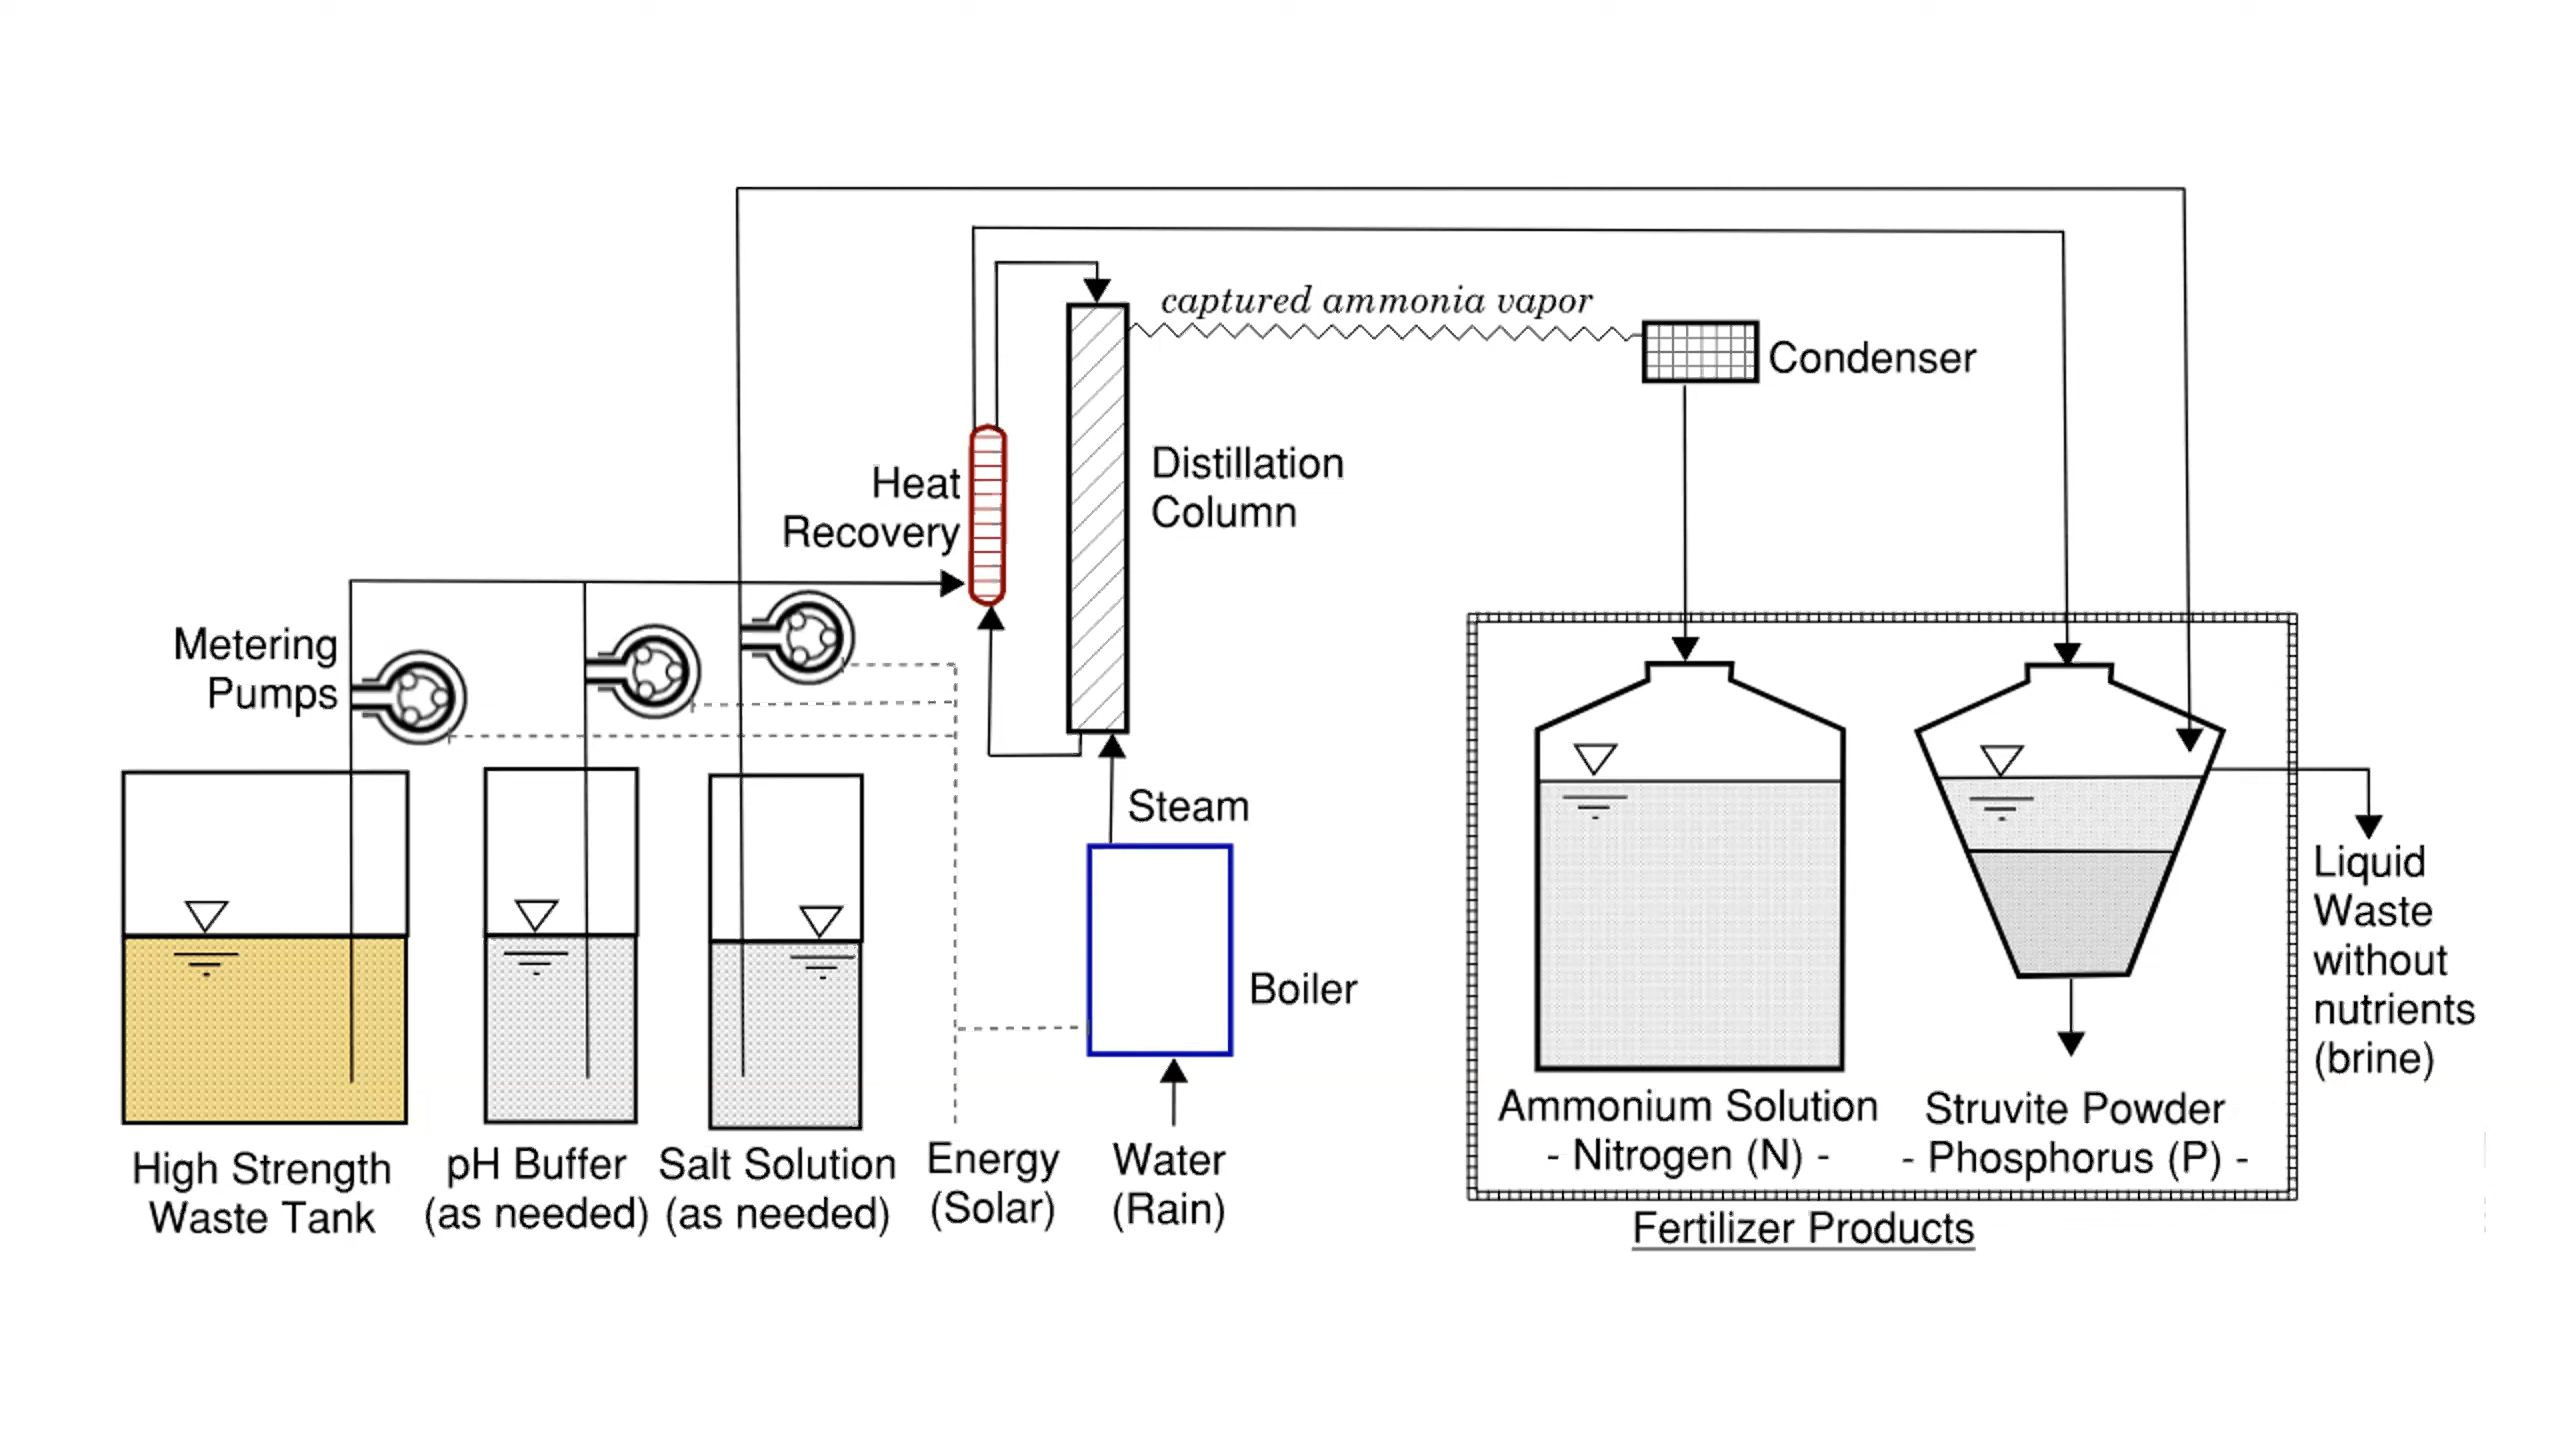 captured ammonia vapor
Condenser
Heat
Recovery
Distillation
Column
Metering
Pumps
Steam
Boiler
High Strength
Waste Tank
pH Buffer
(as needed)
Salt Solution
(as needed)
Energy
(Solar)
Water
(Rain)
Ammonium Solution
- Nitrogen (N) -
Struvite Powder
- Phosphorus (P) -
Fertilizer Products
Liquid
Waste
without
nutrients
(brine)